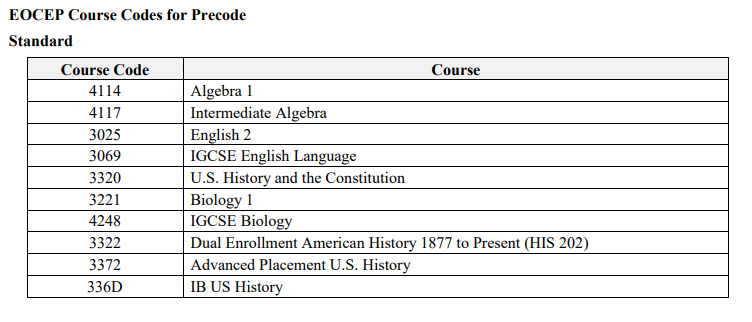 EOCEP Course Codes for Precode
Standard
Course Code Course
4114 Algebra 1
4117 Intermediate Algebra
3025 English 2
3069 IGCSE English Language
3320 U.S. History and the Constitution
3221 Biology 1
4248 IGCSE Biology
3322 Dual Enrollment American History 1877 to Present (HIS 202)
3372 Advanced Placement U.S. History
336D IB US History